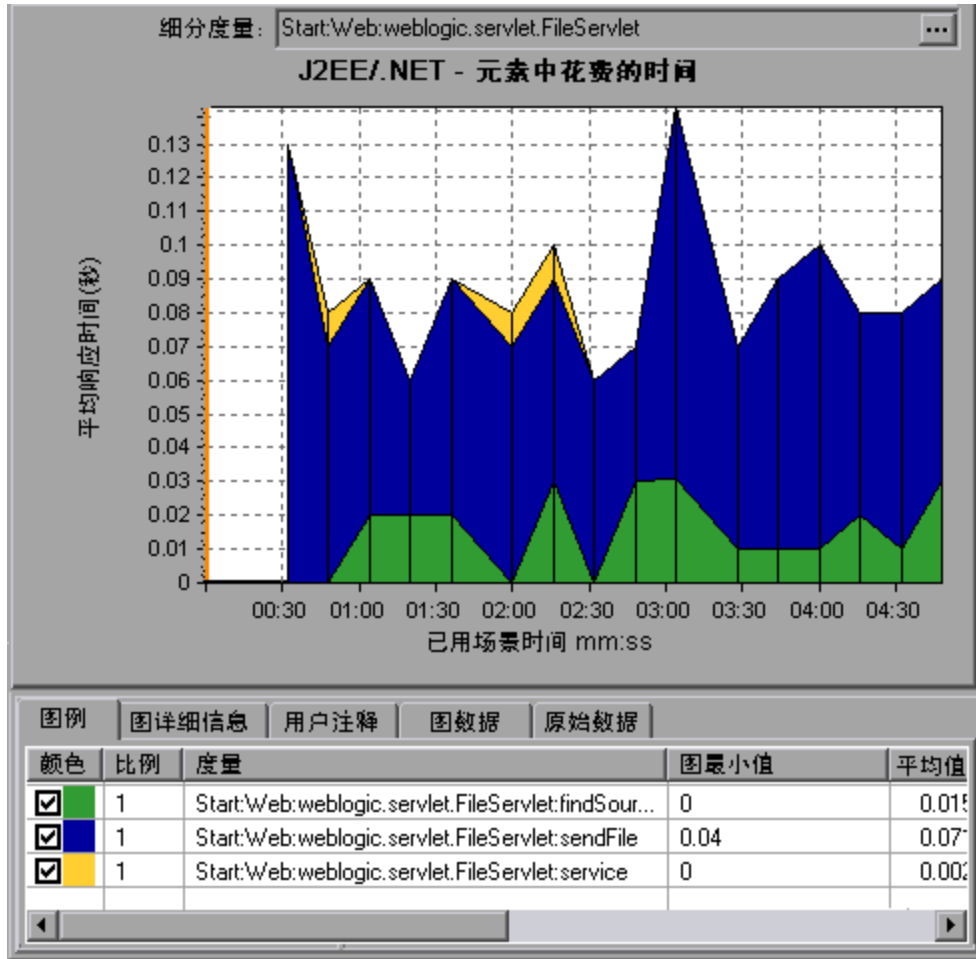 细分度量: Start:Web:weblogic.servlet.FileServlet ...
J2EE/.NET - 元素中花费的时间
平均响应时间(秒)
0.13
0.12
0.11
0.1
0.09
0.08
0.07
0.06
0.05
0.04
0.03
0.02
0.01
0
00:30 01:00 01:30 02:00 02:30 03:00 03:30 04:00 04:30
已用场景时间 mm:ss
图例 图详细信息 用户注释 图数据 原始数据
颜色 比例 度量 图最小值 平均值
1 Start:Web:weblogic.servlet.FileServlet:findSour... 0 0.015
1 Start:Web:weblogic.servlet.FileServlet:sendFile 0.04 0.07
1 Start:Web:weblogic.servlet.FileServlet:service 0 0.002